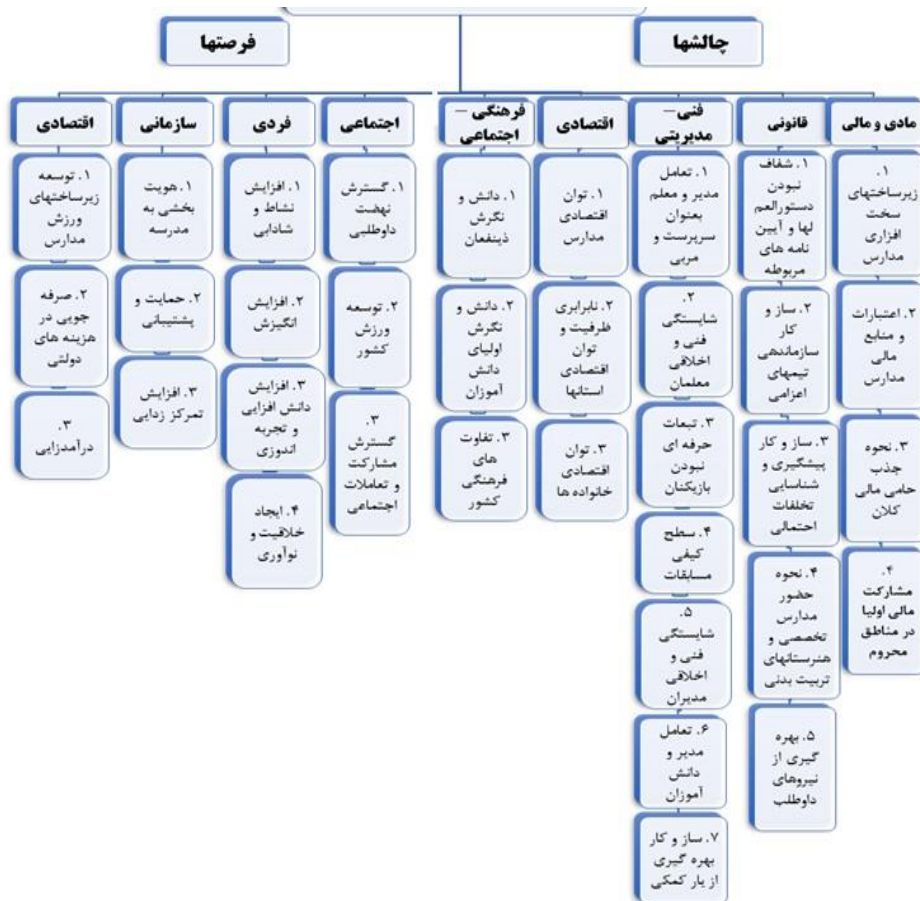 چالشها
فرصتها
مادی و مالی
۱.
زیرساختهای
سخت
افزاری
مدارس
۲. اعتبارات
و منابع
مالی
مدارس
۳. نحوه
جذب
حامی مالی
کلان
۴.
مشارکت
مالی اولیا
در مناطق
محروم
قانونی
۱. شفاف
نبودن
دستورالعم
لها و آیین
نامه های
مربوطه
۲. ساز و
کار
سازماندهی
تیمهای
اعزامی
۳. ساز و کار
پیشگیری و
شناسایی
تخلفات
احتمالی
۴. نحوه
حضور
مدارس
تخصصی و
هنرستانهای
تربیت بدنی
۵. بهره
گیری از
نیروهای
داوطلب
فنی–
مدیریتی
۱. تعامل
مدیر و معلم
بعنوان
سرپرست و
مربی
۲.
شایستگی
فنی و
اخلاقی
معلمان
۳. تبعات
حرفه ای
نبودن
بازیکنان
۴. سطح
کیفی
مسابقات
۵.
شایستگی
فنی و
اخلاقی
مدیران
۶. تعامل
مدیر و
دانش
آموزان
۷. ساز و کار
بهره گیری
از یار کمکی
اقتصادی
۱. توان
اقتصادی
مدارس
۲. نابرابری
ظرفیت و
توان
اقتصادی
استانها
۳. توان
اقتصادی
خانواده ها
فرهنگی–
اجتماعی
۱. دانش و
نگرش
ذینفعان
۲. دانش و
نگرش
اولیای
دانش
آموزان
۳. تفاوت
های
فرهنگی
کشور
اجتماعی
۱. گسترش
نهضت
داوطلبی
۲. توسعه
ورزش
کشور
۳.
گسترش
مشارکت
و تعاملات
اجتماعی
فردی
۱. افزایش
نشاط و
شادابی
۲. افزایش
انگیزش
۳. افزایش
دانش افزایی
و تجربه
اندوزی
۴. ایجاد
خلاقیت و
نوآوری
سازمانی
۱. هویت
بخشی به
مدرسه
۲. حمایت و
پشتیبانی
۳. افزایش
تمرکز زدایی
اقتصادی
۱. توسعه
زیرساختهای
ورزش
مدارس
۲. صرفه
جویی در
هزینه های
دولتی
۳.
درآمدزایی